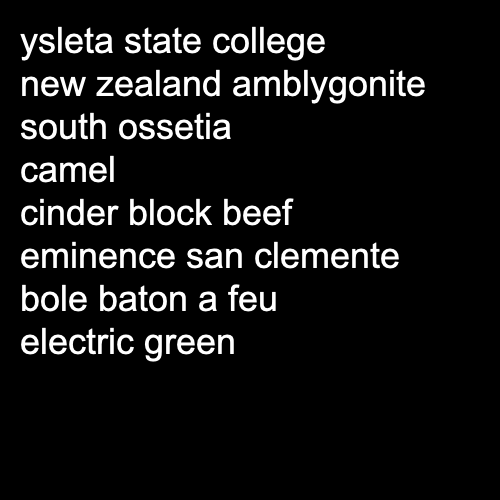 ysleta state college
new zealand amblygonite
south ossetia
camel
cinder block beef
eminence san clemente
bole baton a feu
electric green